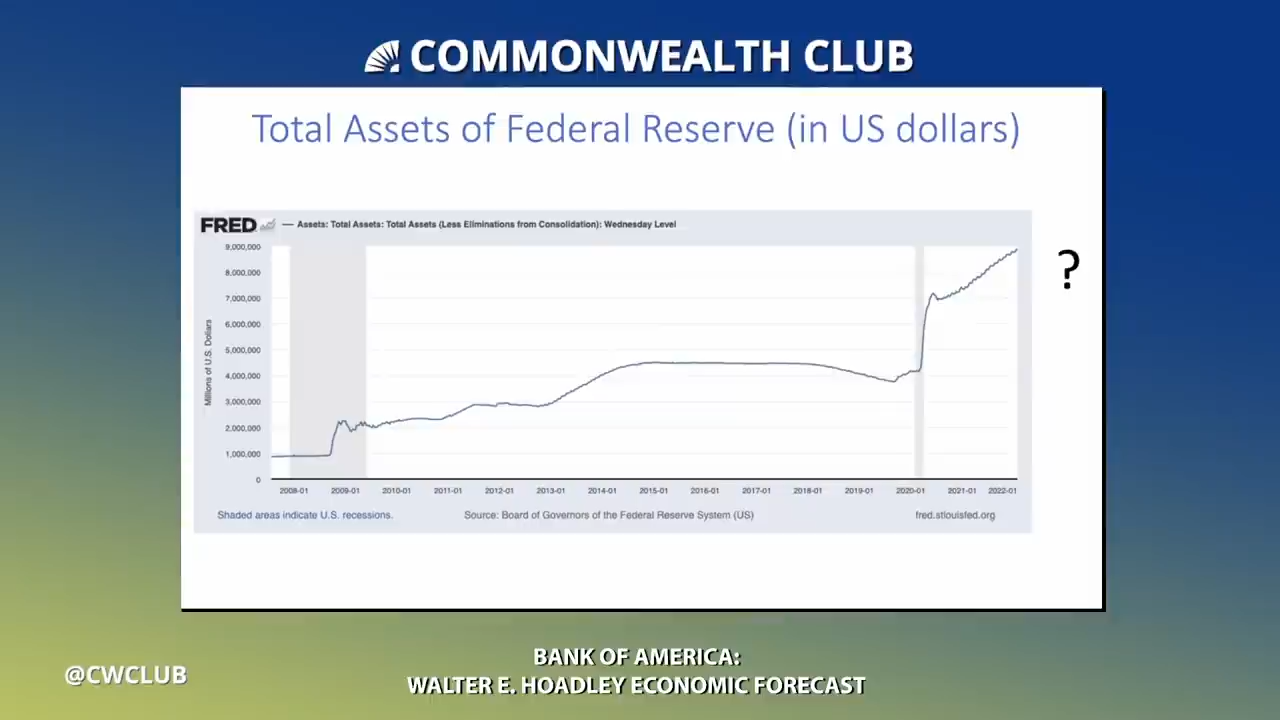 COMMONWEALTH CLUB
Total Assets of Federal Reserve (in US dollars)
FRED — Assets: Total Assets: Total Assets (Less Eliminations from Consolidation): Wednesday Level
?
Millions of U.S. Dollars
9,000,000
8,000,000
7,000,000
6,000,000
5,000,000
4,000,000
3,000,000
2,000,000
1,000,000
0
2008-01 2009-01 2010-01 2011-01 2012-01 2013-01 2014-01 2015-01 2016-01 2017-01 2018-01 2019-01 2020-01 2021-01 2022-01
Shaded areas indicate U.S. recessions. Source: Board of Governors of the Federal Reserve System (US) fred.stlouisfed.org
@CWCLUB
BANK OF AMERICA:
WALTER E. HOADLEY ECONOMIC FORECAST